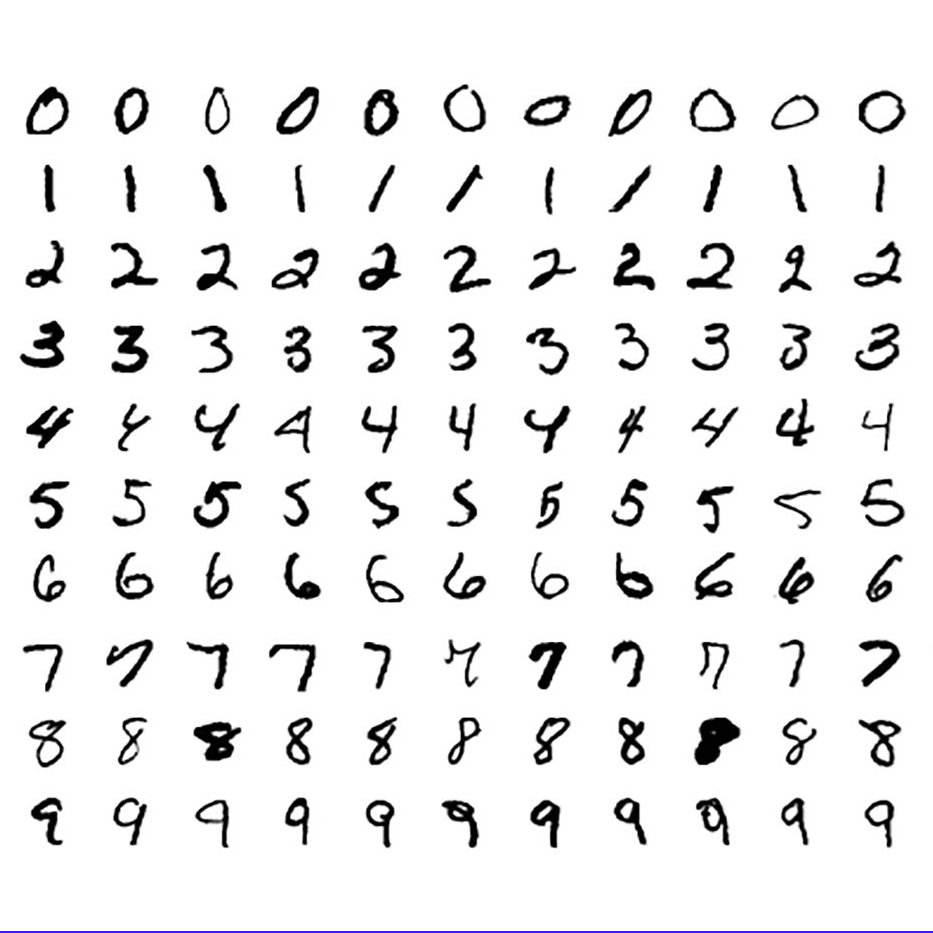 0 0 0 0 0 0 0 0 0 0 0
1 1 1 1 1 1 1 1 1 1 1
2 2 2 2 2 2 2 2 2 2 2
3 3 3 3 3 3 3 3 3 3 3
4 4 4 4 4 4 4 4 4 4 4
5 5 5 5 5 5 5 5 5 5 5
6 6 6 6 6 6 6 6 6 6 6
7 7 7 7 7 7 7 7 7 7 7
8 8 8 8 8 8 8 8 8 8 8
9 9 9 9 9 9 9 9 9 9 9